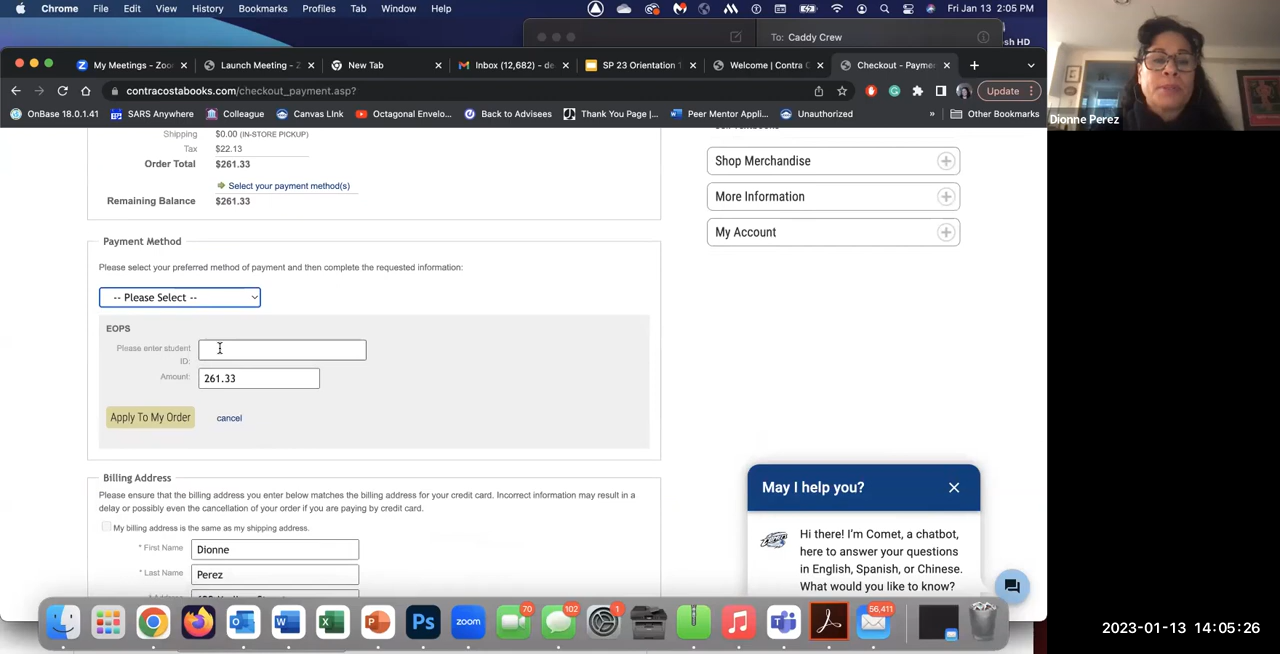 Chrome File Edit View History Bookmarks Profiles Tab Window Help Fri Jan 13 2:05 PM
To: Caddy Crew
sh HD
My Meetings - Zoo
Launch Meeting - Z
New Tab
Inbox (12,682) - de
SP 23 Orientation 1
Welcome | Contra C
Checkout - Payme
contracostabooks.com/checkout_payment.asp?
Update
OnBase 18.0.1.41 SARS Anywhere Colleague Canvas LInk Octagonal Envelo... Back to Advisees Thank You Page |... Peer Mentor Appli... Unauthorized » Other Bookmarks
Dionne Perez
Shipping $0.00 (IN-STORE PICKUP)
Tax $22.13
Order Total $261.33
Select your payment method(s)
Remaining Balance $261.33
Shop Merchandise
More Information
My Account
Payment Method
Please select your preferred method of payment and then complete the requested information:
-- Please Select --
EOPS
Please enter student
ID:
Amount: 261.33
Apply To My Order cancel
Billing Address
Please ensure that the billing address you enter below matches the billing address for your credit card. Incorrect information may result in a
delay or possibly even the cancellation of your order if you are paying by credit card.
My billing address is the same as my shipping address.
* First Name Dionne
* Last Name Perez
May I help you?
Hi there! I'm Comet, a chatbot,
here to answer your questions
in English, Spanish, or Chinese.
What would you like to know?
70
102
1
56,411
Ps
zoom
2023-01-13 14:05:26